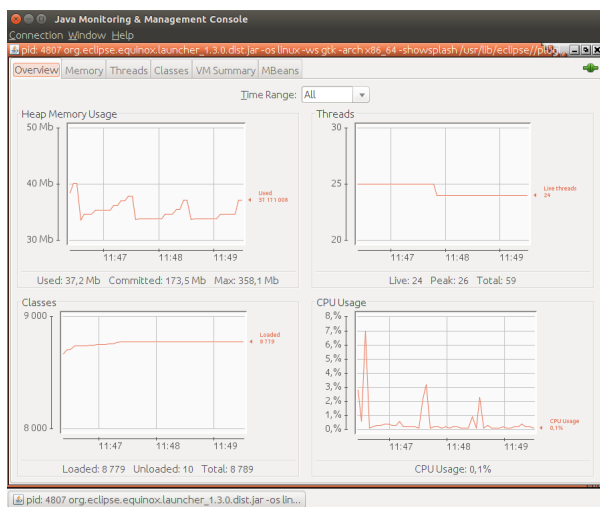 Java Monitoring & Management Console
Connection Window Help
pid: 4807 org.eclipse.equinox.launcher_1.3.0.dist.jar -os linux -ws gtk -arch x86_64 -showsplash /usr/lib/eclipse//plug...
Overview Memory Threads Classes VM Summary MBeans
Time Range: All
Heap Memory Usage
50 Mb
40 Mb
30 Mb
Used
11:47 11:48 11:49
Used: 37,2 Mb Committed: 173,5 Mb Max: 358,1 Mb
Threads
30
25
20
Live threads
24
11:47 11:48 11:49
Live: 24 Peak: 26 Total: 59
Classes
9 000
8 000
Loaded
8 779
11:47 11:48 11:49
Loaded: 8 779 Unloaded: 10 Total: 8 789
CPU Usage
8,%
7,%
6,%
5,%
4,%
3,%
2,%
1,%
0,%
CPU Usage
0,1%
11:47 11:48 11:49
CPU Usage: 0,1%
pid: 4807 org.eclipse.equinox.launcher_1.3.0.dist.jar -os lin...